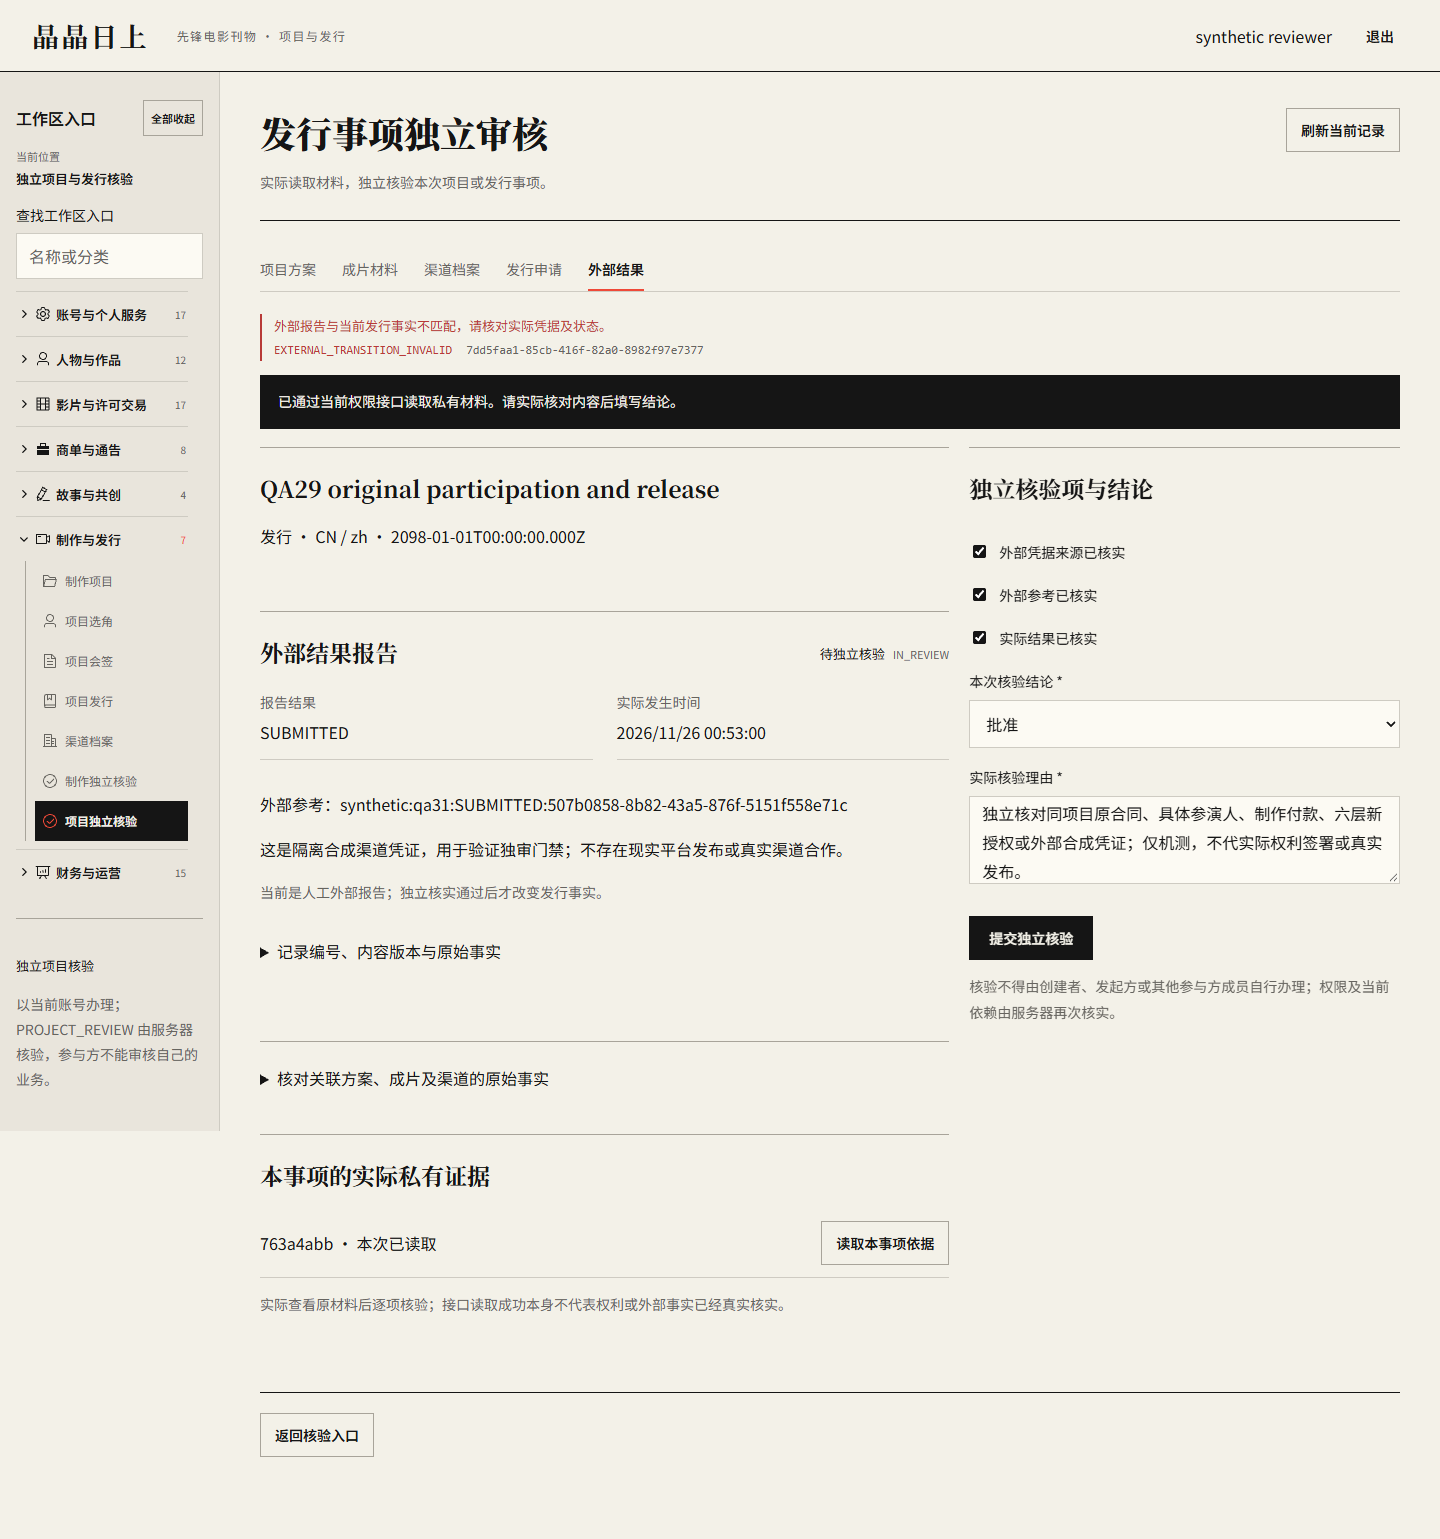 晶晶日上
先锋电影刊物 · 项目与发行
synthetic reviewer
退出
工作区入口
全部收起
当前位置
独立项目与发行核验
查找工作区入口
名称或分类
账号与个人服务 17
人物与作品 12
影片与许可交易 17
商单与通告 8
故事与共创 4
制作与发行 7
制作项目
项目选角
项目会签
项目发行
渠道档案
制作独立核验
项目独立核验
财务与运营 15
独立项目核验
以当前账号办理；
PROJECT_REVIEW 由服务器
核验，参与方不能审核自己的
业务。
发行事项独立审核
刷新当前记录
实际读取材料，独立核验本次项目或发行事项。
项目方案 成片材料 渠道档案 发行申请 外部结果
外部报告与当前发行事实不匹配，请核对实际凭据及状态。
EXTERNAL_TRANSITION_INVALID 7dd5faa1-85cb-416f-82a0-8982f97e7377
已通过当前权限接口读取私有材料。请实际核对内容后填写结论。
QA29 original participation and release
发行 · CN / zh · 2098-01-01T00:00:00.000Z
外部结果报告
待独立核验 IN_REVIEW
报告结果 实际发生时间
SUBMITTED 2026/11/26 00:53:00
外部参考：synthetic:qa31:SUBMITTED:507b0858-8b82-43a5-876f-5151f558e71c
这是隔离合成渠道凭证，用于验证独审门禁；不存在现实平台发布或真实渠道合作。
当前是人工外部报告；独立核实通过后才改变发行事实。
记录编号、内容版本与原始事实
核对关联方案、成片及渠道的原始事实
本事项的实际私有证据
763a4abb · 本次已读取
读取本事项依据
实际查看原材料后逐项核验；接口读取成功本身不代表权利或外部事实已经真实核实。
独立核验项与结论
外部凭据来源已核实
外部参考已核实
实际结果已核实
本次核验结论 *
批准
实际核验理由 *
独立核对同项目原合同、具体参演人、制作付款、六层新
授权或外部合成凭证；仅机测，不代实际权利签署或真实
发布。
提交独立核验
核验不得由创建者、发起方或其他参与方成员自行办理；权限及当前
依赖由服务器再次核实。
返回核验入口